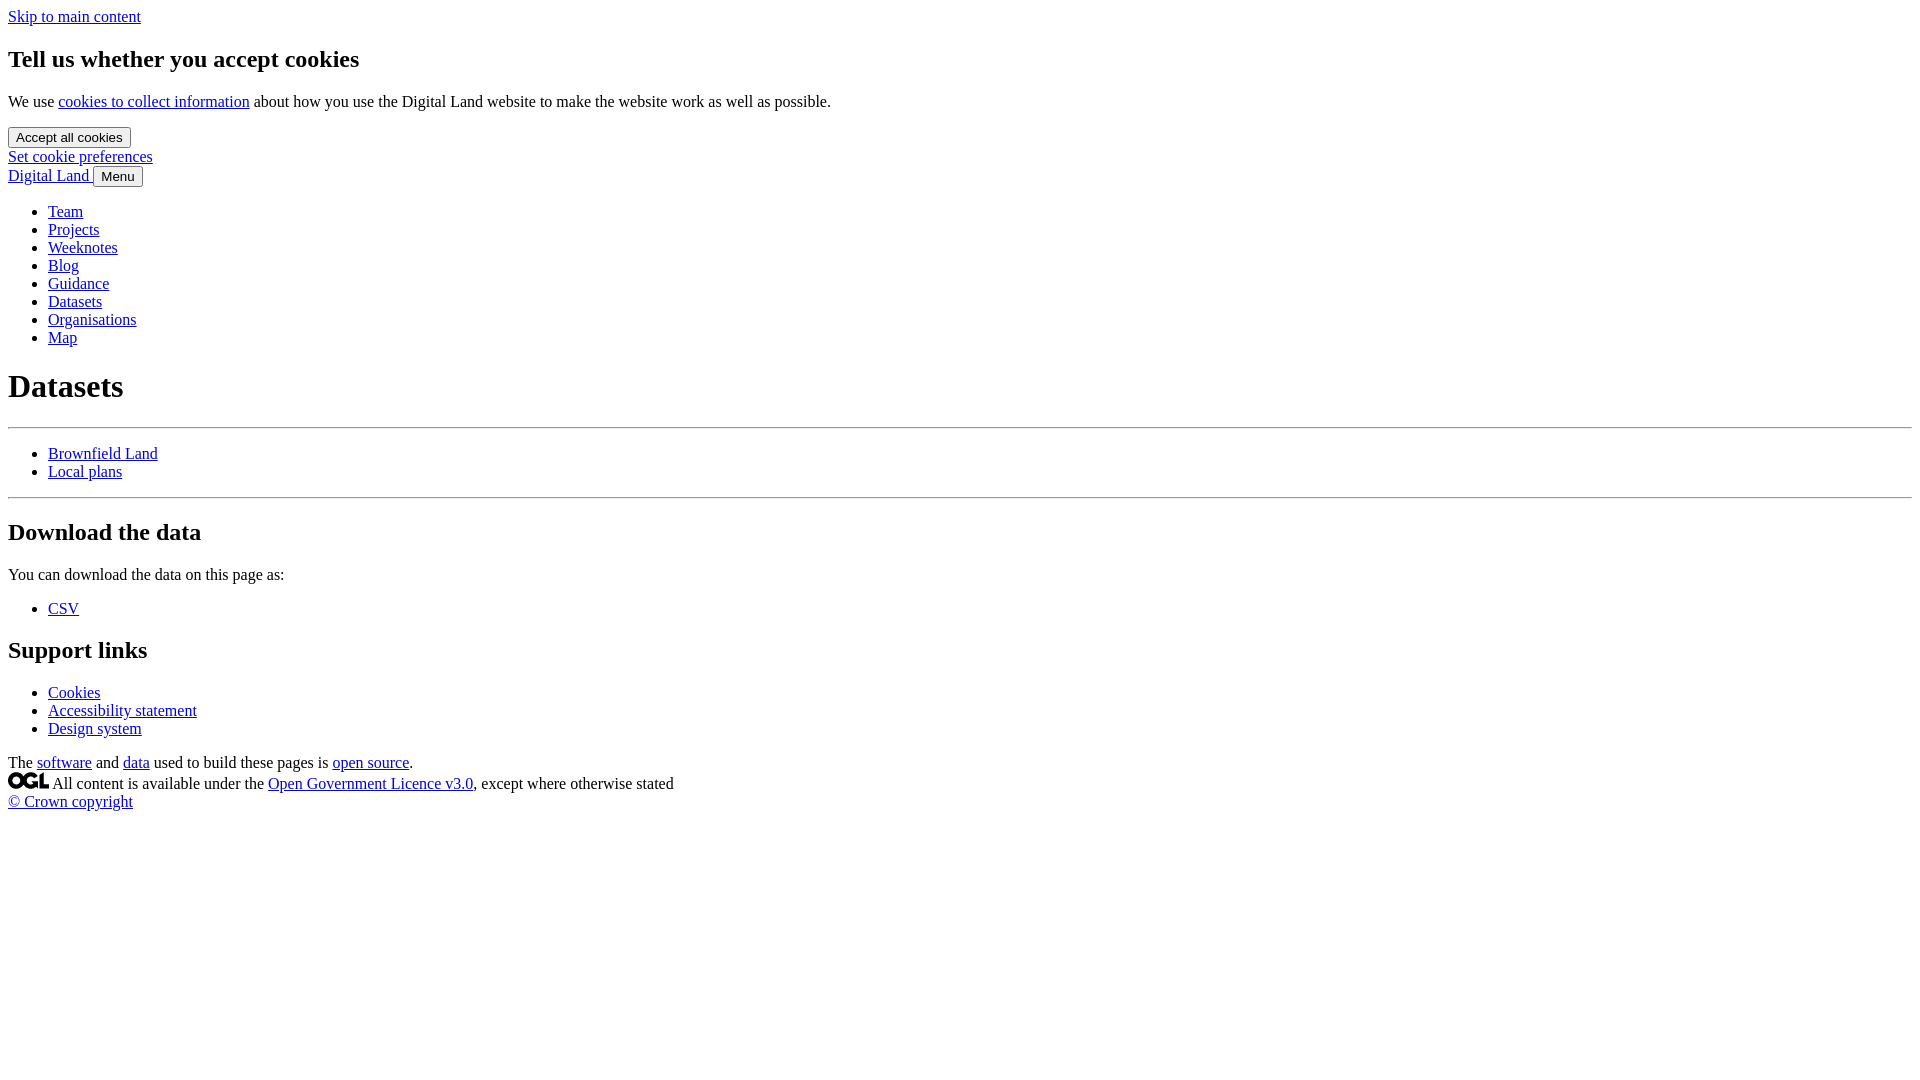 Skip to main content
Tell us whether you accept cookies
We use cookies to collect information about how you use the Digital Land website to make the website work as well as possible.
Accept all cookies
Set cookie preferences
Digital Land Menu
Team
Projects
Weeknotes
Blog
Guidance
Datasets
Organisations
Map
Datasets
Brownfield Land
Local plans
Download the data
You can download the data on this page as:
CSV
Support links
Cookies
Accessibility statement
Design system
The software and data used to build these pages is open source.
OGL All content is available under the Open Government Licence v3.0, except where otherwise stated
© Crown copyright